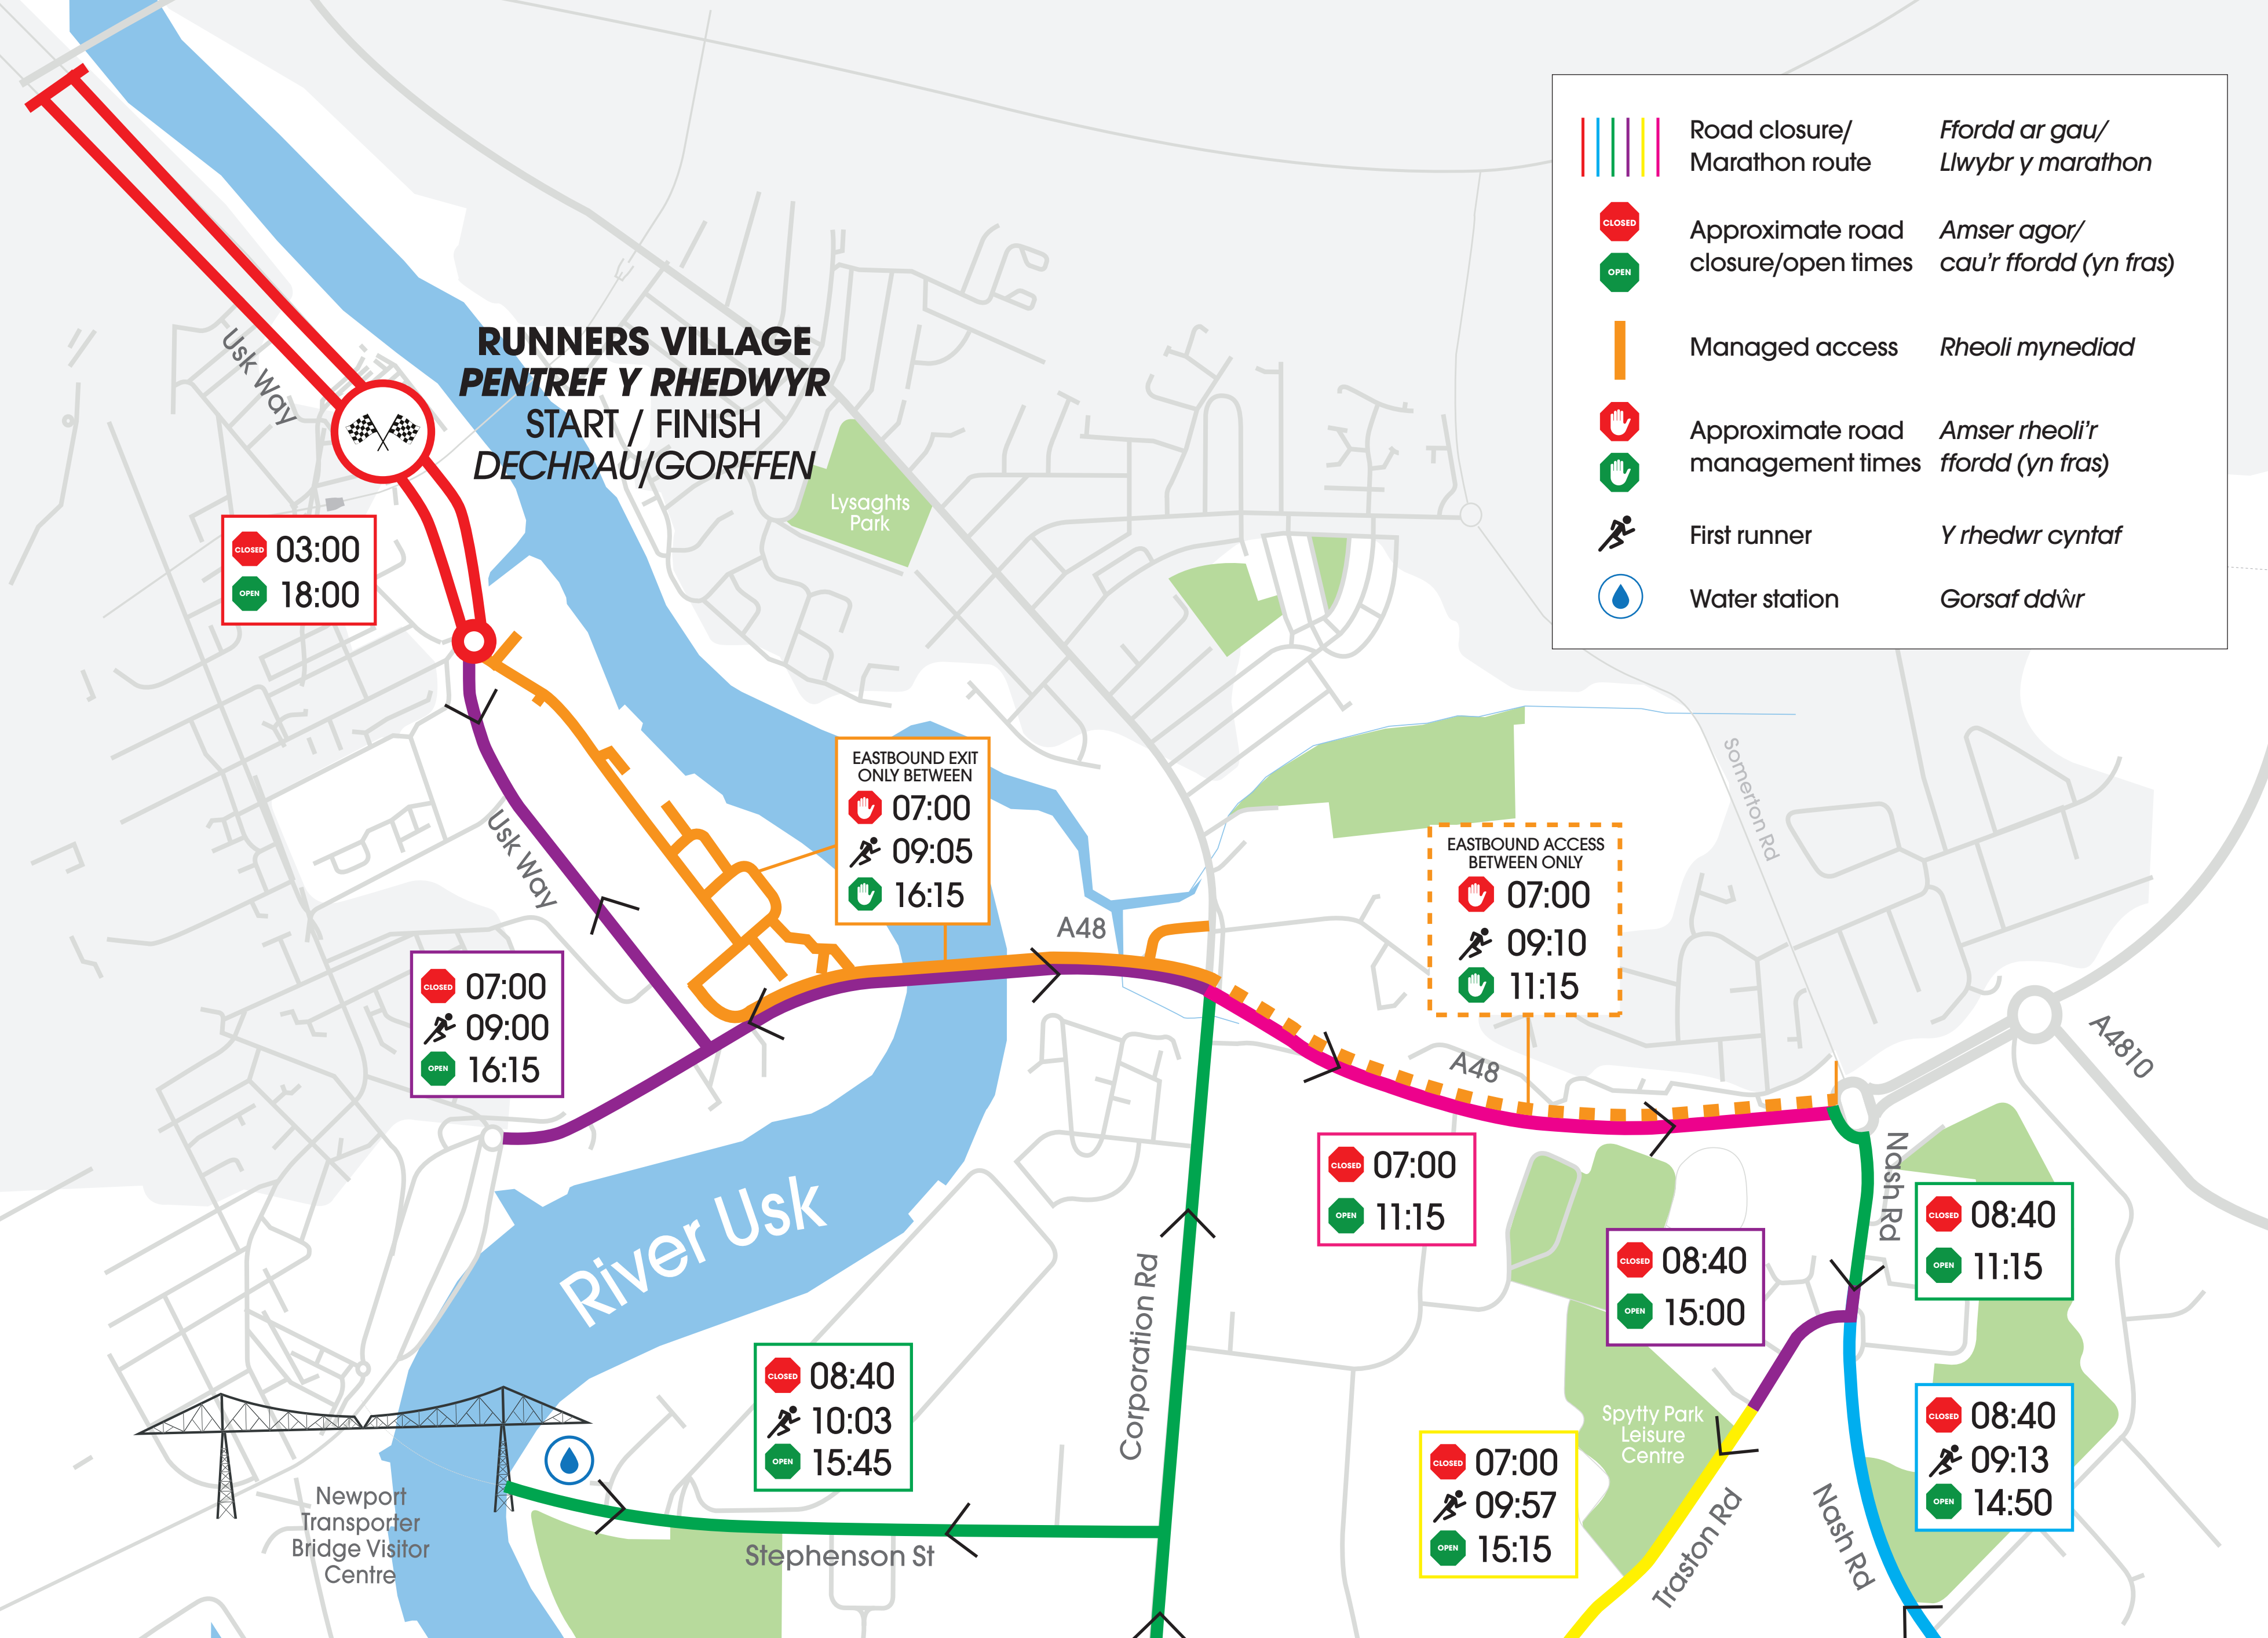 Road closure/
Marathon route
Ffordd ar gau/
Llwybr y marathon
CLOSED
OPEN
Approximate road
closure/open times
Amser agor/
cau'r ffordd (yn fras)
Managed access
Rheoli mynediad
Approximate road
management times
Amser rheoli'r
ffordd (yn fras)
First runner
Y rhedwr cyntaf
Water station
Gorsaf ddŵr
Usk Way
RUNNERS VILLAGE
PENTREF Y RHEDWYR
START / FINISH
DECHRAU/GORFFEN
Lysaghts
Park
CLOSED 03:00
OPEN 18:00
Usk Way
EASTBOUND EXIT
ONLY BETWEEN
07:00
09:05
16:15
A48
CLOSED 07:00
09:00
OPEN 16:15
EASTBOUND ACCESS
BETWEEN ONLY
07:00
09:10
11:15
Somerton Rd
A48
A4810
River Usk
CLOSED 07:00
OPEN 11:15
Nash Rd
CLOSED 08:40
OPEN 11:15
CLOSED 08:40
OPEN 15:00
Corporation Rd
CLOSED 08:40
10:03
OPEN 15:45
Spytty Park
Leisure
Centre
CLOSED 08:40
09:13
OPEN 14:50
CLOSED 07:00
09:57
OPEN 15:15
Newport
Transporter
Bridge Visitor
Centre
Stephenson St
Traston Rd
Nash Rd